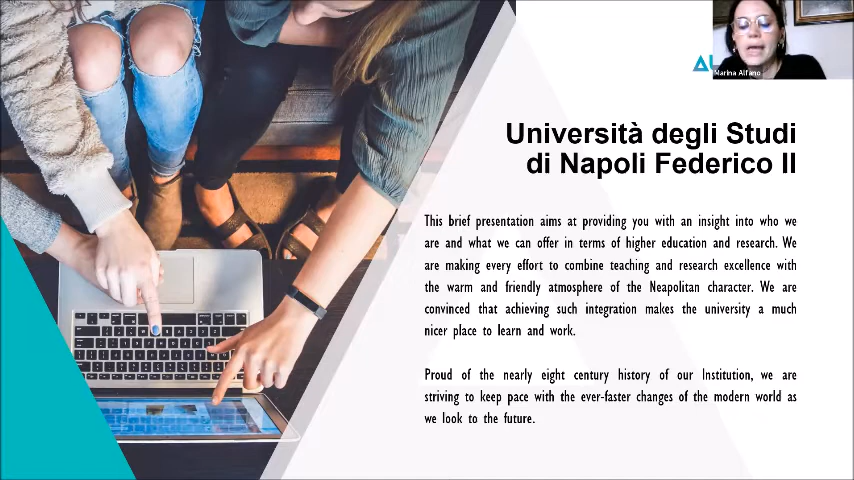 Marina Alfano
Università degli Studi
di Napoli Federico II
This brief presentation aims at providing you with an insight into who we
are and what we can offer in terms of higher education and research. We
are making every effort to combine teaching and research excellence with
the warm and friendly atmosphere of the Neapolitan character. We are
convinced that achieving such integration makes the university a much
nicer place to learn and work.
Proud of the nearly eight century history of our Institution, we are
striving to keep pace with the ever-faster changes of the modern world as
we look to the future.